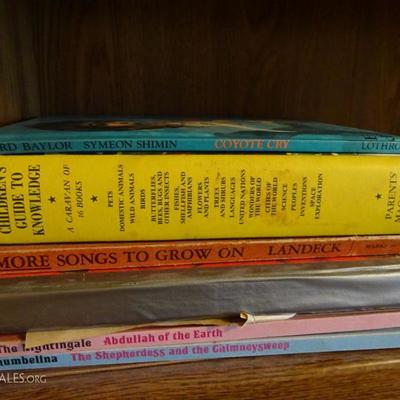 RD BAYLOR SYMEON SHIMIN COYOTE CRY LOTHRO
CHILDREN'S
GUIDE TO
KNOWLEDGE
★
A CARAVAN OF
16 BOOKS
★
PETS
DOMESTIC ANIMALS
WILD ANIMALS
BIRDS
BUTTERFLIES,
BEES, BUGS AND
OTHER INSECTS
FISHES,
SHELLFISH AND
AMPHIBIANS
FLOWERS
AND PLANTS
TREES
AND SHRUBS
LANGUAGES
UNITED NATIONS
WONDERS OF
THE WORLD
CITIES OF
THE WORLD
SCIENCE
PEOPLES
INVENTIONS
SPACE
EXPLORATION
★
PARENTS'
MORE SONGS TO GROW ON LANDECK
The Nightingale Abdullah of the Earth
humbelina The Shepherdess and the Chimneysweep
ALES.ORG